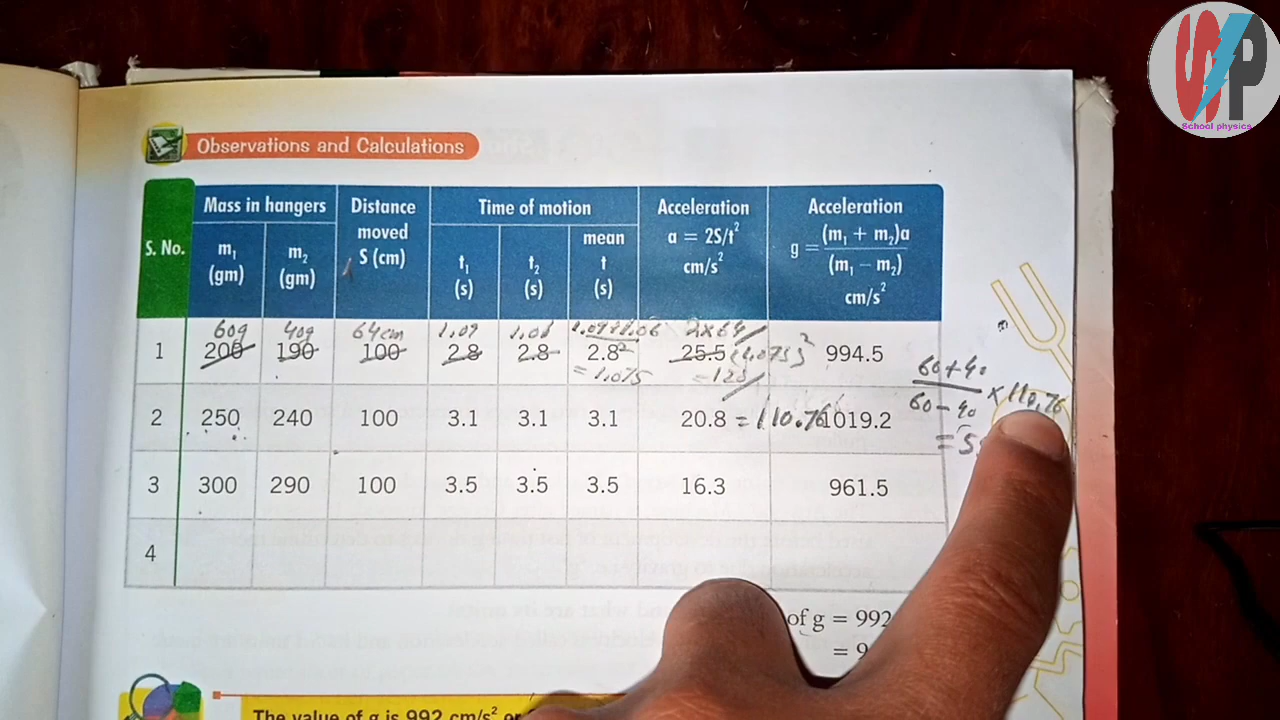 School physics
Observations and Calculations
S. No. Mass in hangers Distance moved S (cm) Time of motion Acceleration a = 2S/t² cm/s² Acceleration g = (m₁ + m₂)a / (m₁ − m₂) cm/s²
m₁ (gm) m₂ (gm) t₁ (s) t₂ (s) mean t (s)
60g 40g 64cm 2×64
1 200 190 100 2.8 2.8 2.8 25.5 994.5
= 1.075
60+40
60−40 × 110.76
2 250 240 100 3.1 3.1 3.1 20.8 = 110.76 1019.2
3 300 290 100 3.5 3.5 3.5 16.3 961.5
4
of g = 992
= 9
The value of g is 992 cm/s² or